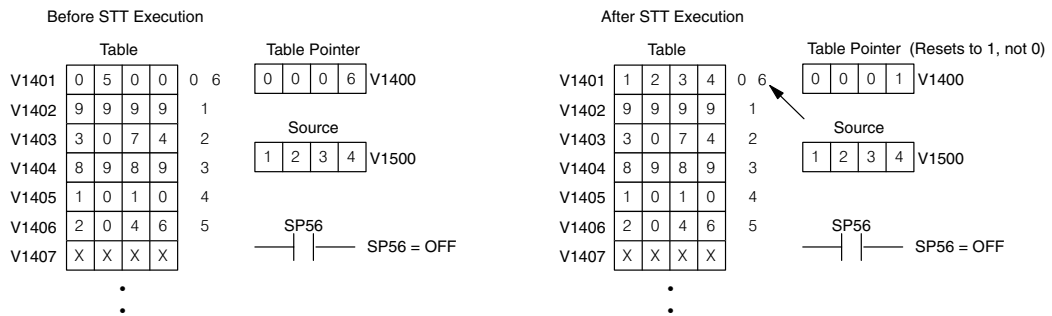 Before STT Execution
Table
Table Pointer
V1401 0 5 0 0 0 6
0 0 0 6 V1400
V1402 9 9 9 9 1
V1403 3 0 7 4 2
Source
1 2 3 4 V1500
V1404 8 9 8 9 3
V1405 1 0 1 0 4
V1406 2 0 4 6 5
SP56
SP56 = OFF
V1407 X X X X
After STT Execution
Table
Table Pointer (Resets to 1, not 0)
V1401 1 2 3 4 0 6
0 0 0 1 V1400
V1402 9 9 9 9 1
V1403 3 0 7 4 2
Source
1 2 3 4 V1500
V1404 8 9 8 9 3
V1405 1 0 1 0 4
V1406 2 0 4 6 5
SP56
SP56 = OFF
V1407 X X X X